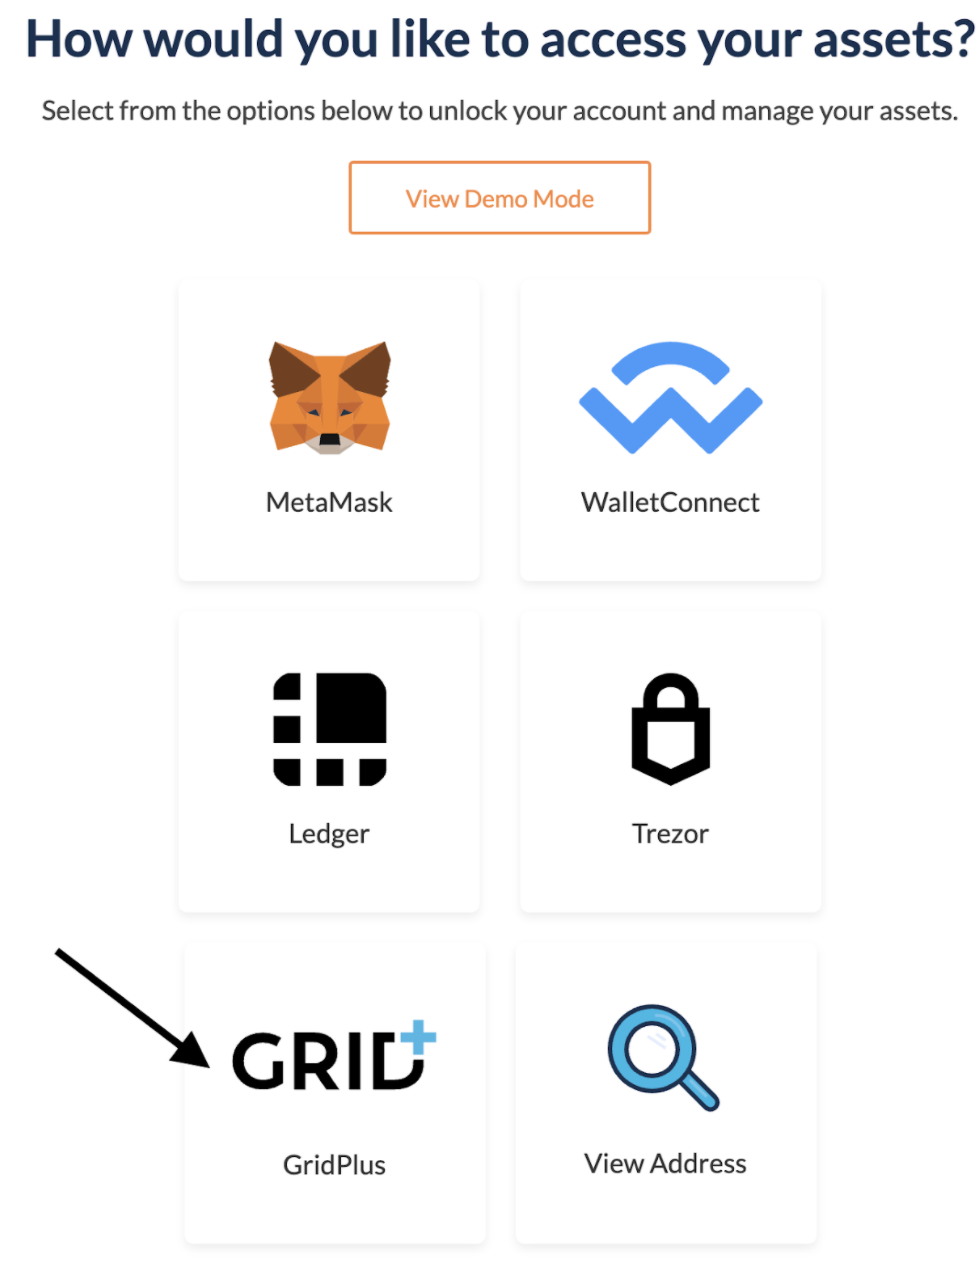 How would you like to access your assets?
Select from the options below to unlock your account and manage your assets.
View Demo Mode
MetaMask
WalletConnect
Ledger
Trezor
GRID+
GridPlus
View Address